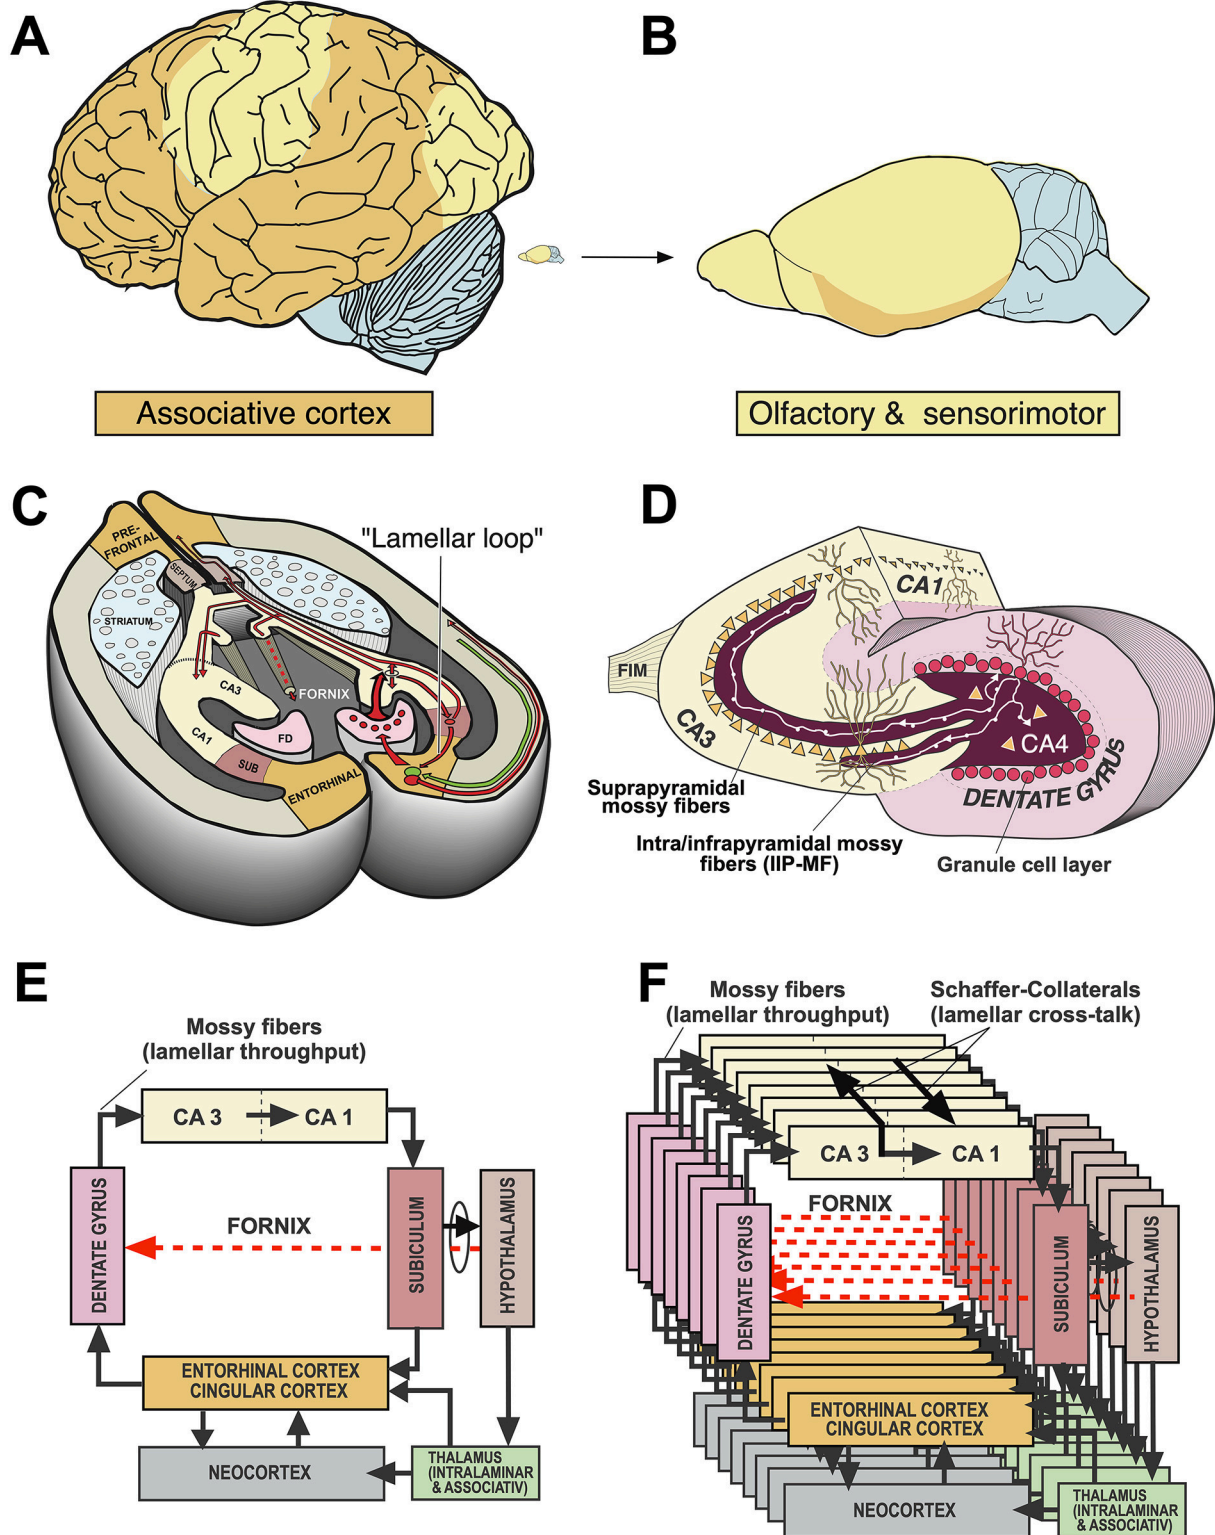 A
B
Associative cortex
Olfactory & sensorimotor
C
"Lamellar loop"
PRE-
FRONTAL
SEPTUM
STRIATUM
CA3
FORNIX
CA1
FD
SUB
ENTORHINAL
D
CA1
FIM
CA3
CA4
DENTATE GYRUS
Suprapyramidal
mossy fibers
Intra/infrapyramidal mossy
fibers (IIP-MF)
Granule cell layer
E
Mossy fibers
(lamellar throughput)
CA 3
CA 1
DENTATE GYRUS
FORNIX
SUBICULUM
HYPOTHALAMUS
ENTORHINAL CORTEX
CINGULAR CORTEX
NEOCORTEX
THALAMUS
(INTRALAMINAR
& ASSOCIATIV)
F
Mossy fibers
(lamellar throughput)
Schaffer-Collaterals
(lamellar cross-talk)
CA 3
CA 1
FORNIX
DENTATE GYRUS
SUBICULUM
HYPOTHALAMUS
ENTORHINAL CORTEX
CINGULAR CORTEX
NEOCORTEX
THALAMUS
(INTRALAMINAR
& ASSOCIATIV)